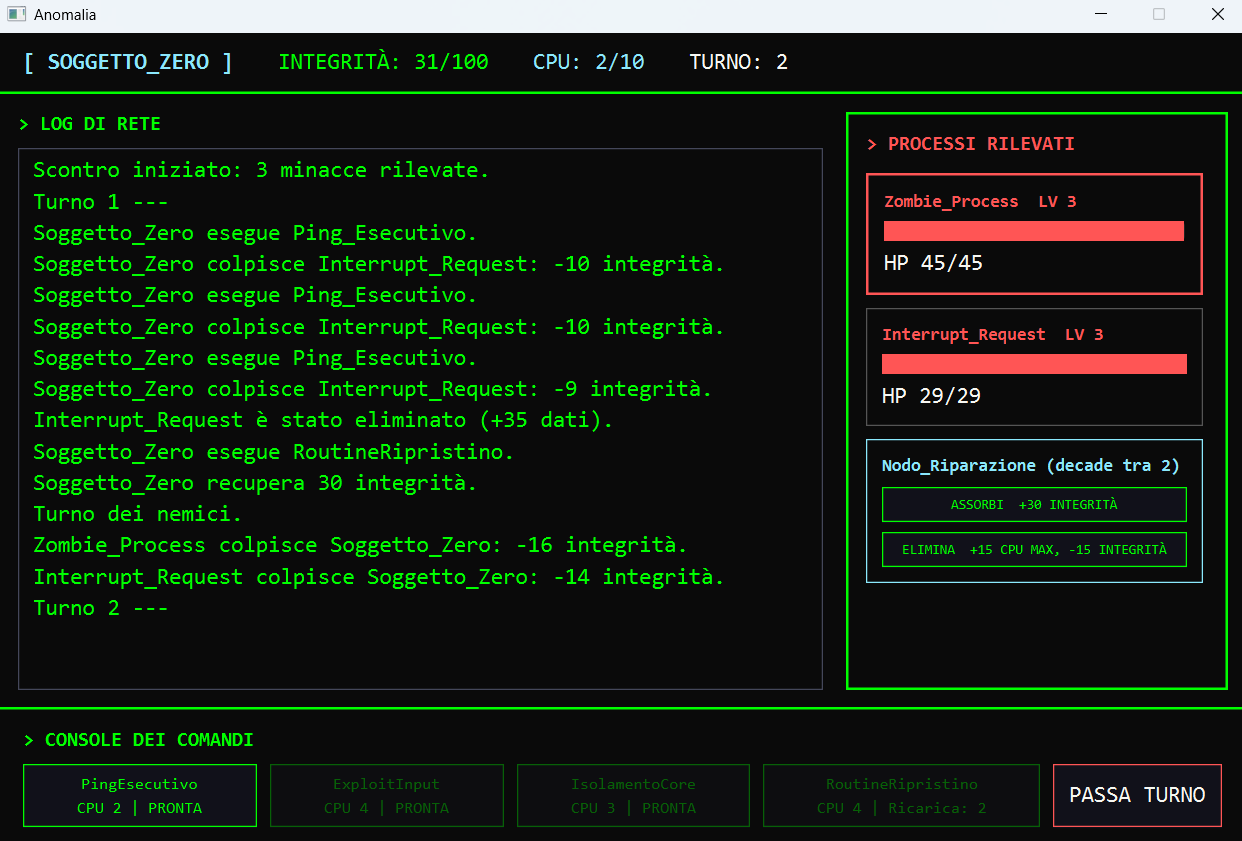 Anomalia
[ SOGGETTO_ZERO ] INTEGRITÀ: 31/100 CPU: 2/10 TURNO: 2
> LOG DI RETE
Scontro iniziato: 3 minacce rilevate.
Turno 1 ---
Soggetto_Zero esegue Ping_Esecutivo.
Soggetto_Zero colpisce Interrupt_Request: -10 integrità.
Soggetto_Zero esegue Ping_Esecutivo.
Soggetto_Zero colpisce Interrupt_Request: -10 integrità.
Soggetto_Zero esegue Ping_Esecutivo.
Soggetto_Zero colpisce Interrupt_Request: -9 integrità.
Interrupt_Request è stato eliminato (+35 dati).
Soggetto_Zero esegue RoutineRipristino.
Soggetto_Zero recupera 30 integrità.
Turno dei nemici.
Zombie_Process colpisce Soggetto_Zero: -16 integrità.
Interrupt_Request colpisce Soggetto_Zero: -14 integrità.
Turno 2 ---
> PROCESSI RILEVATI
Zombie_Process LV 3
HP 45/45
Interrupt_Request LV 3
HP 29/29
Nodo_Riparazione (decade tra 2)
ASSORBI +30 INTEGRITÀ
ELIMINA +15 CPU MAX, -15 INTEGRITÀ
> CONSOLE DEI COMANDI
PingEsecutivo
CPU 2 | PRONTA
ExploitInput
CPU 4 | PRONTA
IsolamentoCore
CPU 3 | PRONTA
RoutineRipristino
CPU 4 | Ricarica: 2
PASSA TURNO